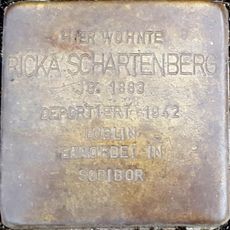 HIER WOHNTE
RICKA SCHARTENBERG
JG. 1883
DEPORTIERT 1942
LUBLIN
ERMORDET IN
SOBIBOR